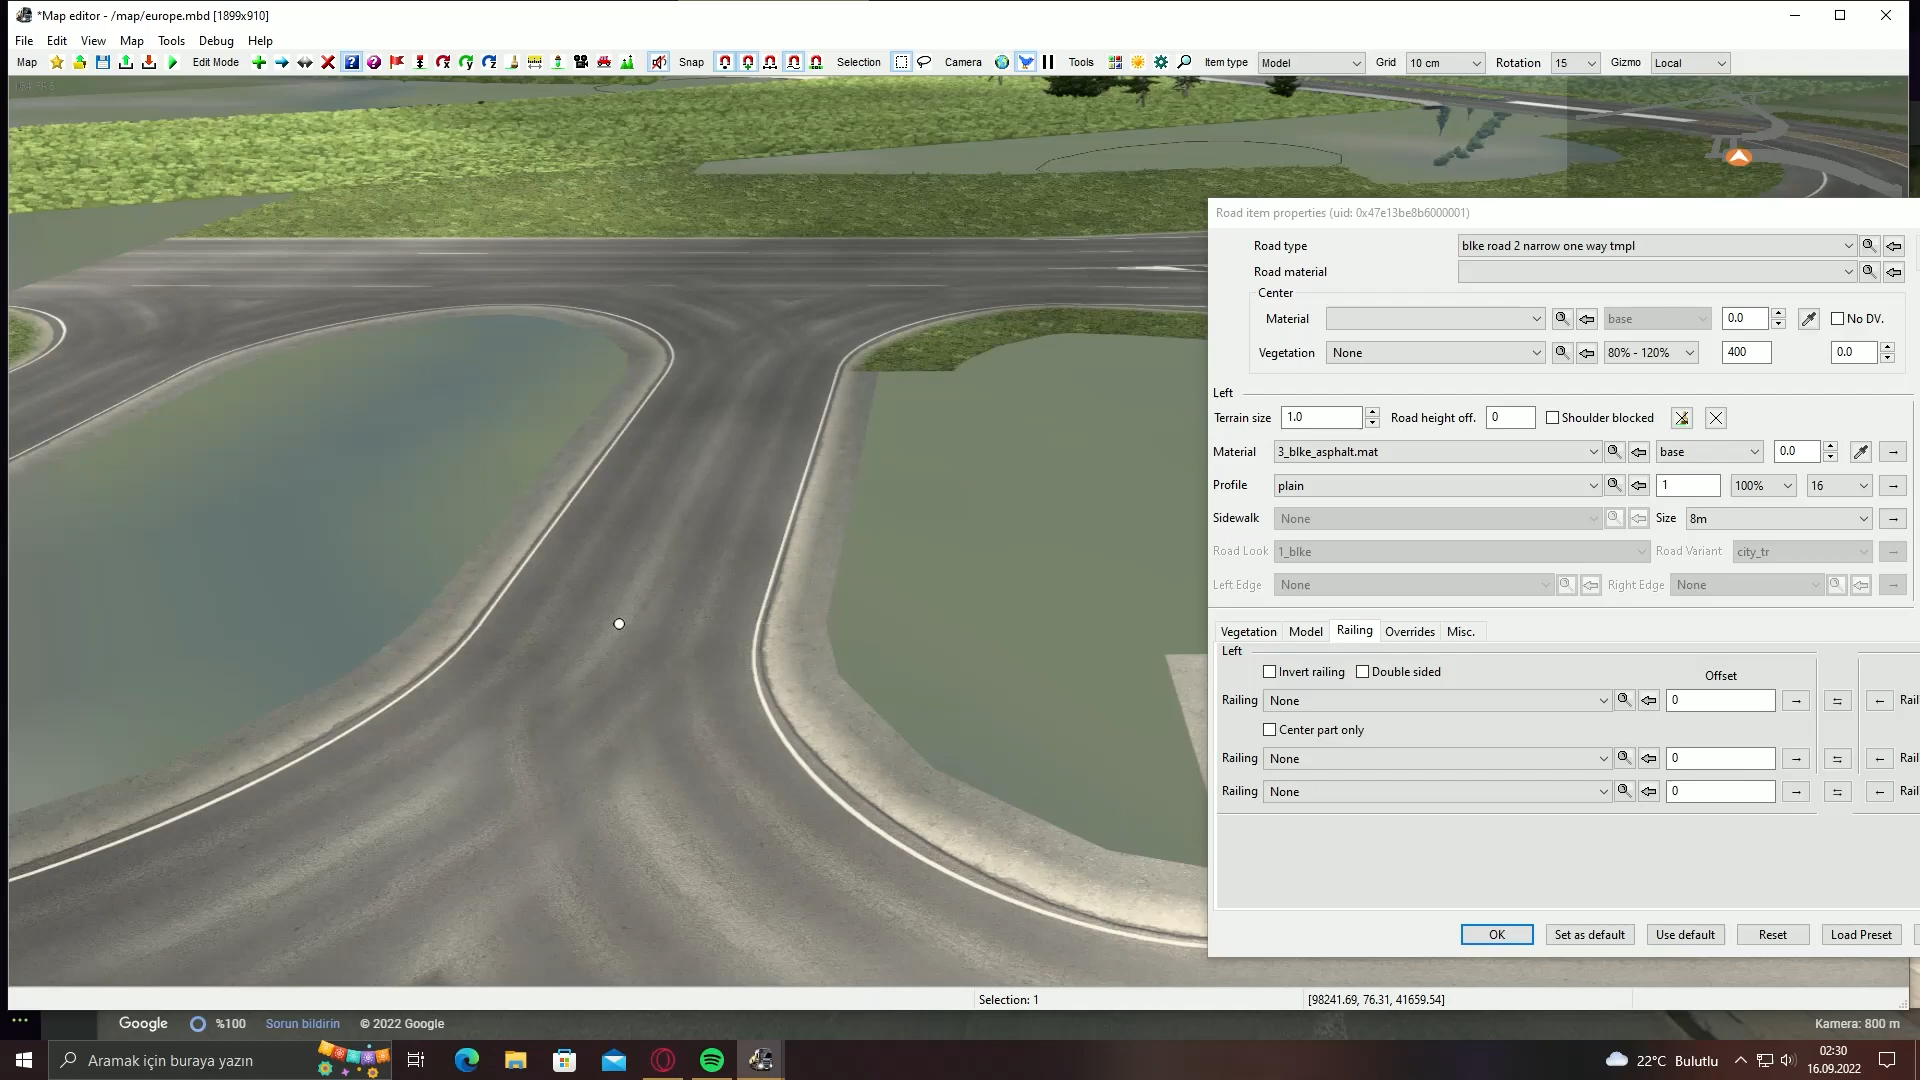 *Map editor - /map/europe.mbd [1899x910]
File Edit View Map Tools Debug Help
Map Edit Mode Snap Selection Camera Tools Item type Model Grid 10 cm Rotation 15 Gizmo Local
Road item properties (uid: 0x47e13be8b6000001)
Road type blke road 2 narrow one way tmpl
Road material
Center
Material base 0.0 No DV.
Vegetation None 80% - 120% 400 0.0
Left
Terrain size 1.0 Road height off. 0 Shoulder blocked
Material 3_blke_asphalt.mat base 0.0
Profile plain 1 100% 16
Sidewalk None Size 8m
Road Look 1_blke Road Variant city_tr
Left Edge None Right Edge None
Vegetation Model Railing Overrides Misc.
Left
Invert railing Double sided Offset
Railing None 0 Rail
Center part only
Railing None 0 Rail
Railing None 0 Rail
OK Set as default Use default Reset Load Preset
Selection: 1 [98241.69, 76.31, 41659.54]
Google %100 Sorun bildirin © 2022 Google Kamera: 800 m
Aramak için buraya yazın 22°C Bulutlu 02:30
16.09.2022